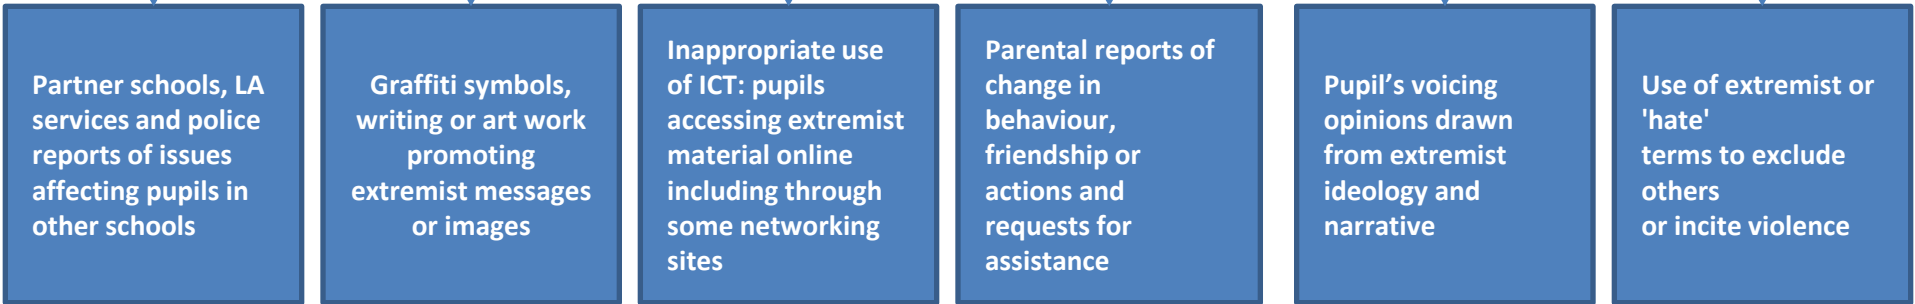 Partner schools, LA
services and police
reports of issues
affecting pupils in
other schools
Graffiti symbols,
writing or art work
promoting
extremist messages
or images
Inappropriate use
of ICT: pupils
accessing extremist
material online
including through
some networking
sites
Parental reports of
change in
behaviour,
friendship or
actions and
requests for
assistance
Pupil’s voicing
opinions drawn
from extremist
ideology and
narrative
Use of extremist or
'hate'
terms to exclude
others
or incite violence